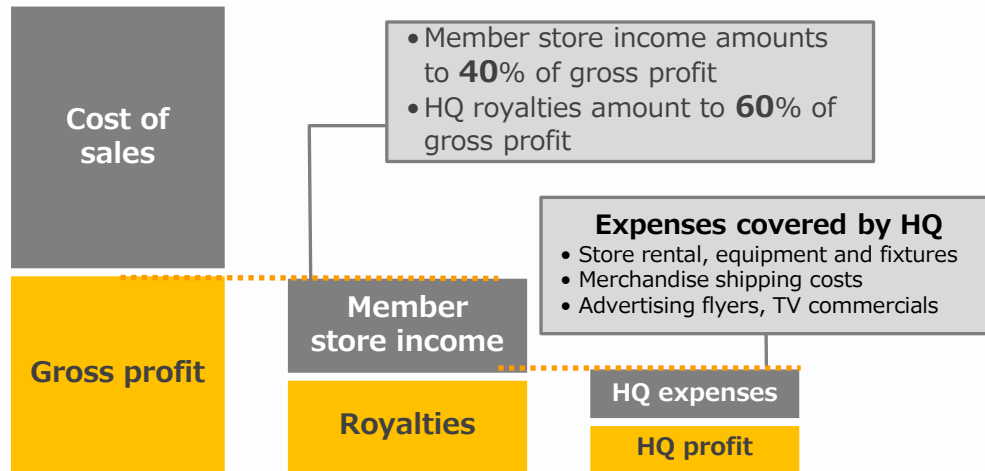 Cost of
sales
Gross profit
• Member store income amounts
to 40% of gross profit
• HQ royalties amount to 60% of
gross profit
Member
store income
Royalties
Expenses covered by HQ
• Store rental, equipment and fixtures
• Merchandise shipping costs
• Advertising flyers, TV commercials
HQ expenses
HQ profit